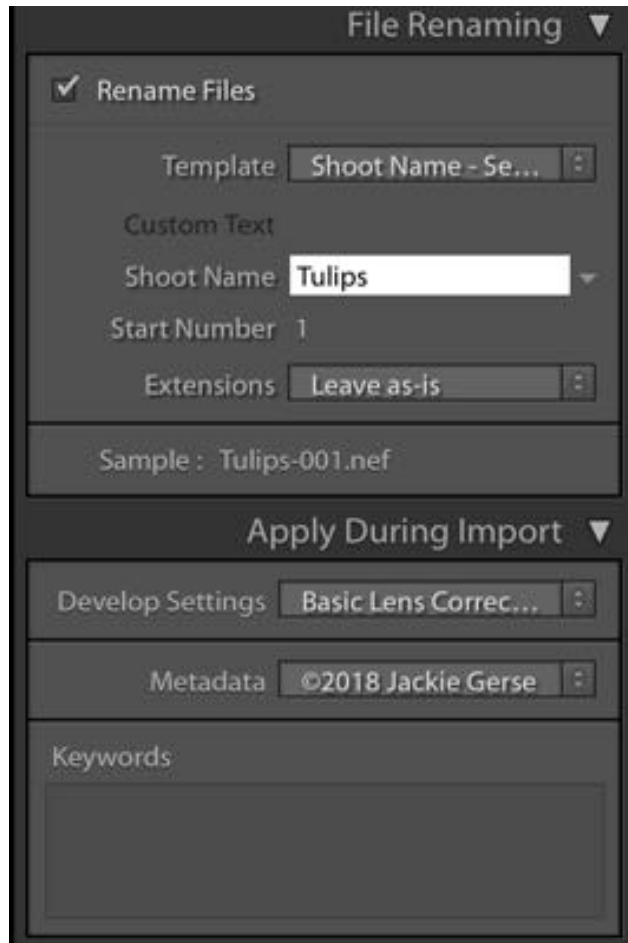 File Renaming
Rename Files
Template Shoot Name - Se...
Custom Text
Shoot Name Tulips
Start Number 1
Extensions Leave as-is
Sample : Tulips-001.nef
Apply During Import
Develop Settings Basic Lens Correc...
Metadata ©2018 Jackie Gerse
Keywords